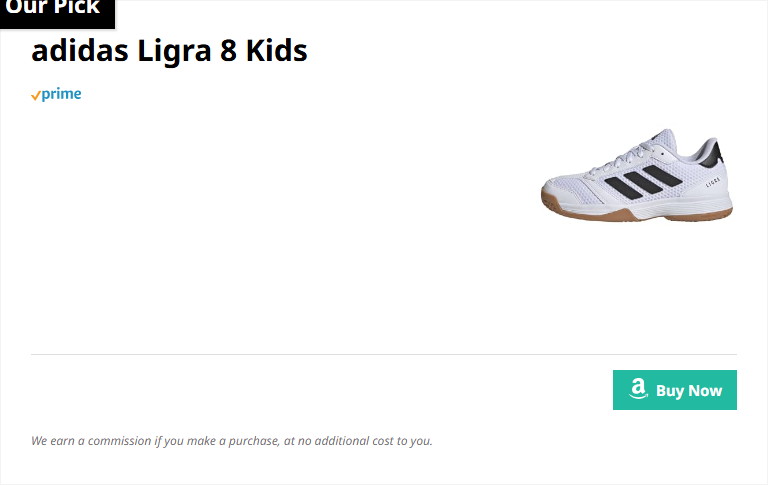 Our Pick
adidas Ligra 8 Kids
prime
LIGRA
Buy Now
We earn a commission if you make a purchase, at no additional cost to you.